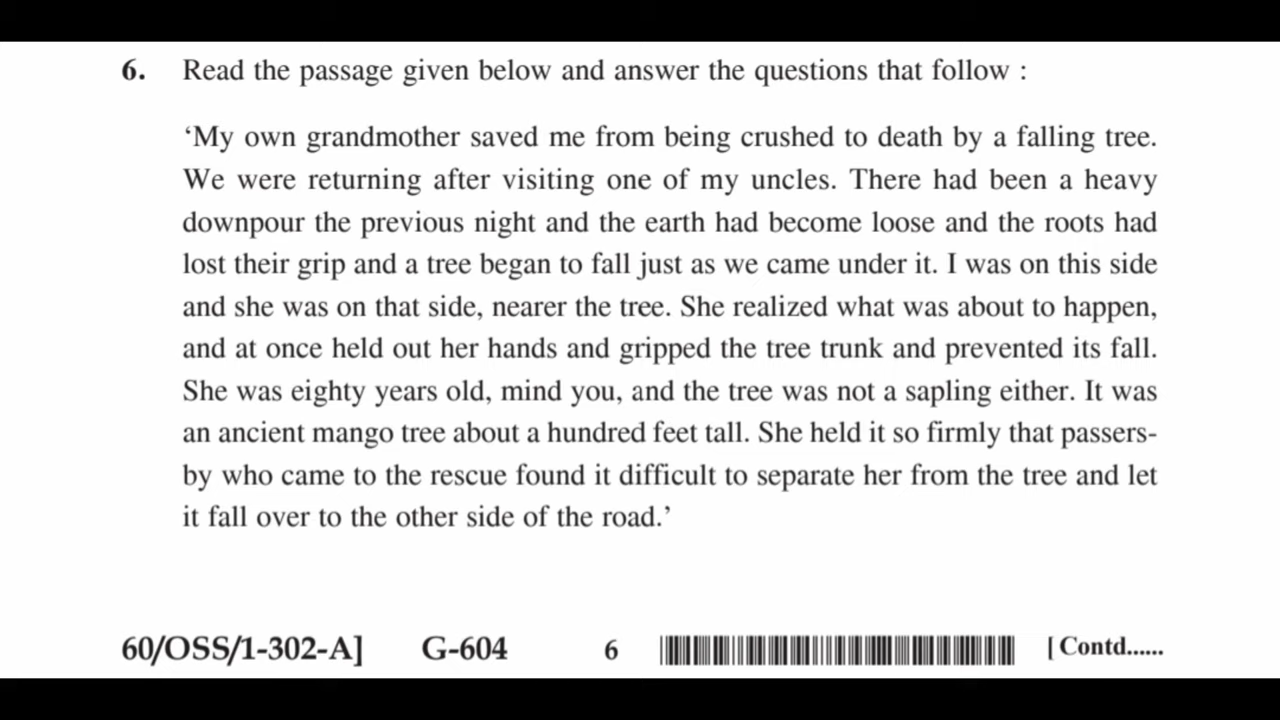 6. Read the passage given below and answer the questions that follow :
‘My own grandmother saved me from being crushed to death by a falling tree.
We were returning after visiting one of my uncles. There had been a heavy
downpour the previous night and the earth had become loose and the roots had
lost their grip and a tree began to fall just as we came under it. I was on this side
and she was on that side, nearer the tree. She realized what was about to happen,
and at once held out her hands and gripped the tree trunk and prevented its fall.
She was eighty years old, mind you, and the tree was not a sapling either. It was
an ancient mango tree about a hundred feet tall. She held it so firmly that passers-
by who came to the rescue found it difficult to separate her from the tree and let
it fall over to the other side of the road.’
60/OSS/1-302-A] G-604 6 [ Contd......